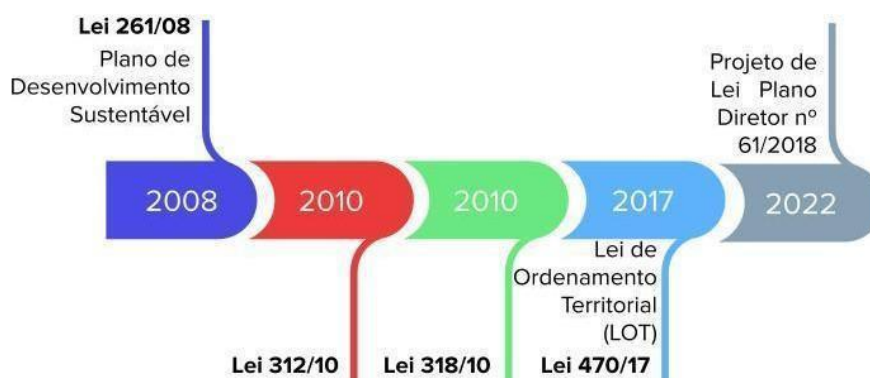 Lei 261/08
Plano de
Desenvolvimento
Sustentável
Projeto de
Lei Plano
Diretor nº
61/2018
2008
2010
2010
2017
2022
Lei de
Ordenamento
Territorial
(LOT)
Lei 312/10
Lei 318/10
Lei 470/17